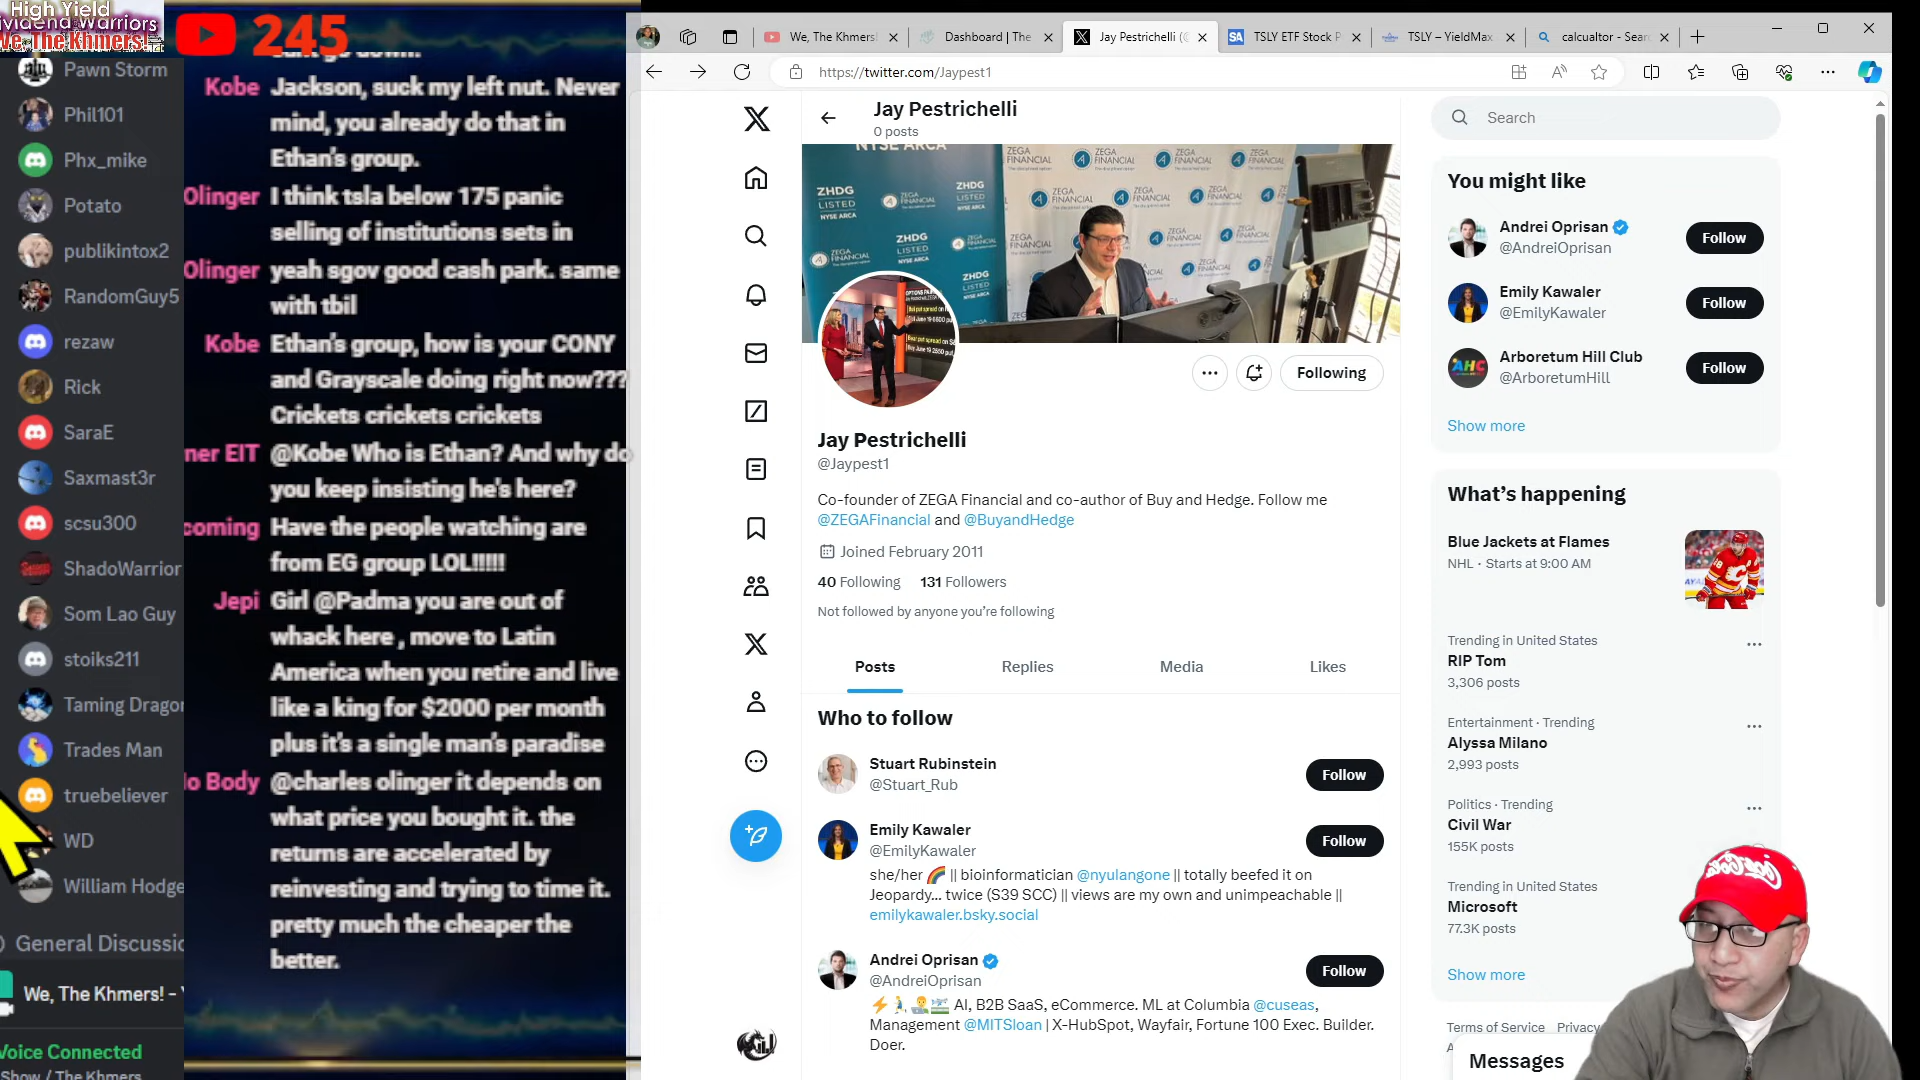 High Yield
Dividend Warriors
We, The Khmers!
245
Pawn Storm
Phil101
Phx_mike
Potato
publikintox2
RandomGuy5
rezaw
Rick
SaraE
Saxmast3r
scsu300
ShadoWarrior
Som Lao Guy
stoiks211
Taming Dragon
Trades Man
truebeliever
WD
William Hodge
General Discussio
We, The Khmers! -
Voice Connected
Show / The Khmers
Kobe Jackson, suck my left nut. Never
mind, you already do that in
Ethan's group.
Olinger I think tsla below 175 panic
selling of institutions sets in
Olinger yeah sgov good cash park. same
with tbil
Kobe Ethan's group, how is your CONY
and Grayscale doing right now???
Crickets crickets crickets
ner EIT @Kobe Who is Ethan? And why do
you keep insisting he's here?
coming Have the people watching are
from EG group LOL!!!!!
Jepi Girl @Padma you are out of
whack here , move to Latin
America when you retire and live
like a king for $2000 per month
plus it's a single man's paradise
No Body @charles olinger it depends on
what price you bought it. the
returns are accelerated by
reinvesting and trying to time it.
pretty much the cheaper the
better.
We, The Khmers!
Dashboard | The
Jay Pestrichelli (@
TSLY ETF Stock P
TSLY – YieldMax
calcualtor - Sear
https://twitter.com/Jaypest1
Jay Pestrichelli
0 posts
NYSE ARCA
ZHDG
LISTED
NYSE ARCA
ZEGA
FINANCIAL
Jay Pestrichelli
@Jaypest1
Following
Co-founder of ZEGA Financial and co-author of Buy and Hedge. Follow me
@ZEGAFinancial and @BuyandHedge
Joined February 2011
40 Following 131 Followers
Not followed by anyone you're following
Posts Replies Media Likes
Who to follow
Stuart Rubinstein
@Stuart_Rub
Follow
Emily Kawaler
@EmilyKawaler
Follow
she/her 🌈 || bioinformatician @nyulangone || totally beefed it on
Jeopardy... twice (S39 SCC) || views are my own and unimpeachable ||
emilykawaler.bsky.social
Andrei Oprisan
@AndreiOprisan
Follow
AI, B2B SaaS, eCommerce. ML at Columbia @cuseas,
Management @MITSloan | X-HubSpot, Wayfair, Fortune 100 Exec. Builder.
Doer.
Search
You might like
Andrei Oprisan
@AndreiOprisan
Follow
Emily Kawaler
@EmilyKawaler
Follow
AHC
Arboretum Hill Club
@ArboretumHill
Follow
Show more
What's happening
Blue Jackets at Flames
NHL · Starts at 9:00 AM
Trending in United States
RIP Tom
3,306 posts
Entertainment · Trending
Alyssa Milano
2,993 posts
Politics · Trending
Civil War
155K posts
Trending in United States
Microsoft
77.3K posts
Show more
Terms of Service Privacy
Messages